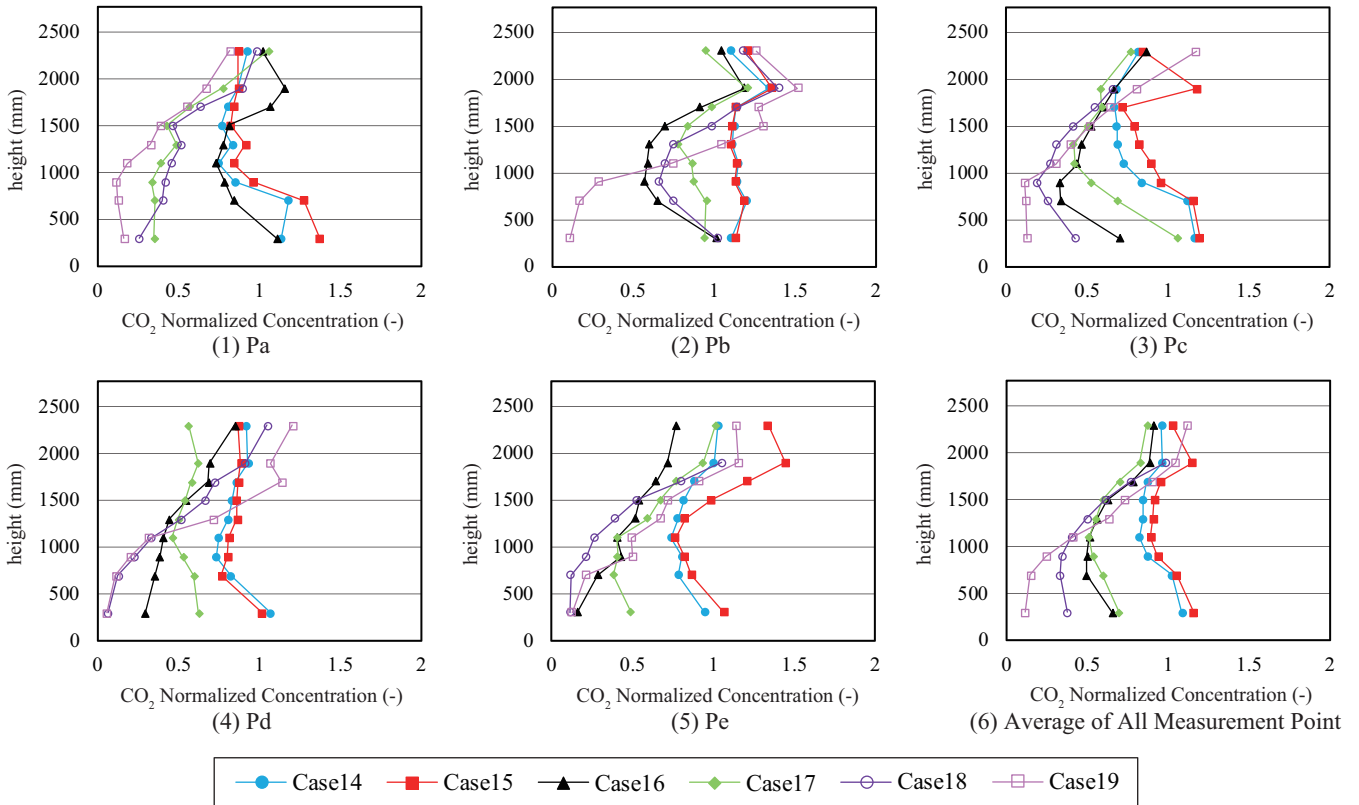 2500
2000
1500
1000
500
0
height (mm)
0 0.5 1 1.5 2
CO₂ Normalized Concentration (-)
(1) Pa
2500
2000
1500
1000
500
0
height (mm)
0 0.5 1 1.5 2
CO₂ Normalized Concentration (-)
(2) Pb
2500
2000
1500
1000
500
0
height (mm)
0 0.5 1 1.5 2
CO₂ Normalized Concentration (-)
(3) Pc
2500
2000
1500
1000
500
0
height (mm)
0 0.5 1 1.5 2
CO₂ Normalized Concentration (-)
(4) Pd
2500
2000
1500
1000
500
0
height (mm)
0 0.5 1 1.5 2
CO₂ Normalized Concentration (-)
(5) Pe
2500
2000
1500
1000
500
0
height (mm)
0 0.5 1 1.5 2
CO₂ Normalized Concentration (-)
(6) Average of All Measurement Point
Case14 Case15 Case16 Case17 Case18 Case19